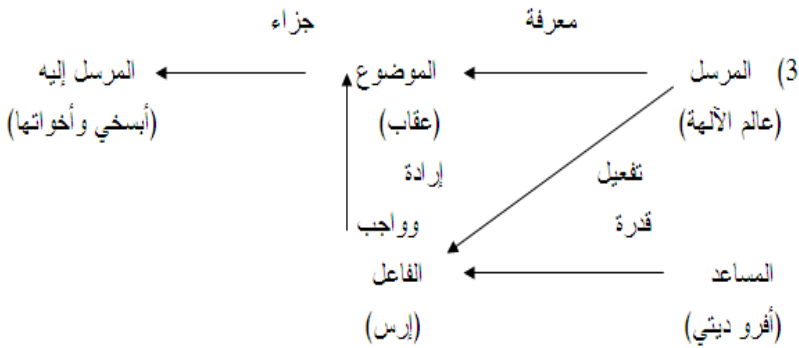 معرفة جزاء
3) المرسل الموضوع المرسل إليه
(عالم الآلهة) (عقاب) (أبسخي وأخواتها)
تفعيل إرادة
قدرة وواجب
الفاعل
المساعد
(أفرو ديتي) (إرس)